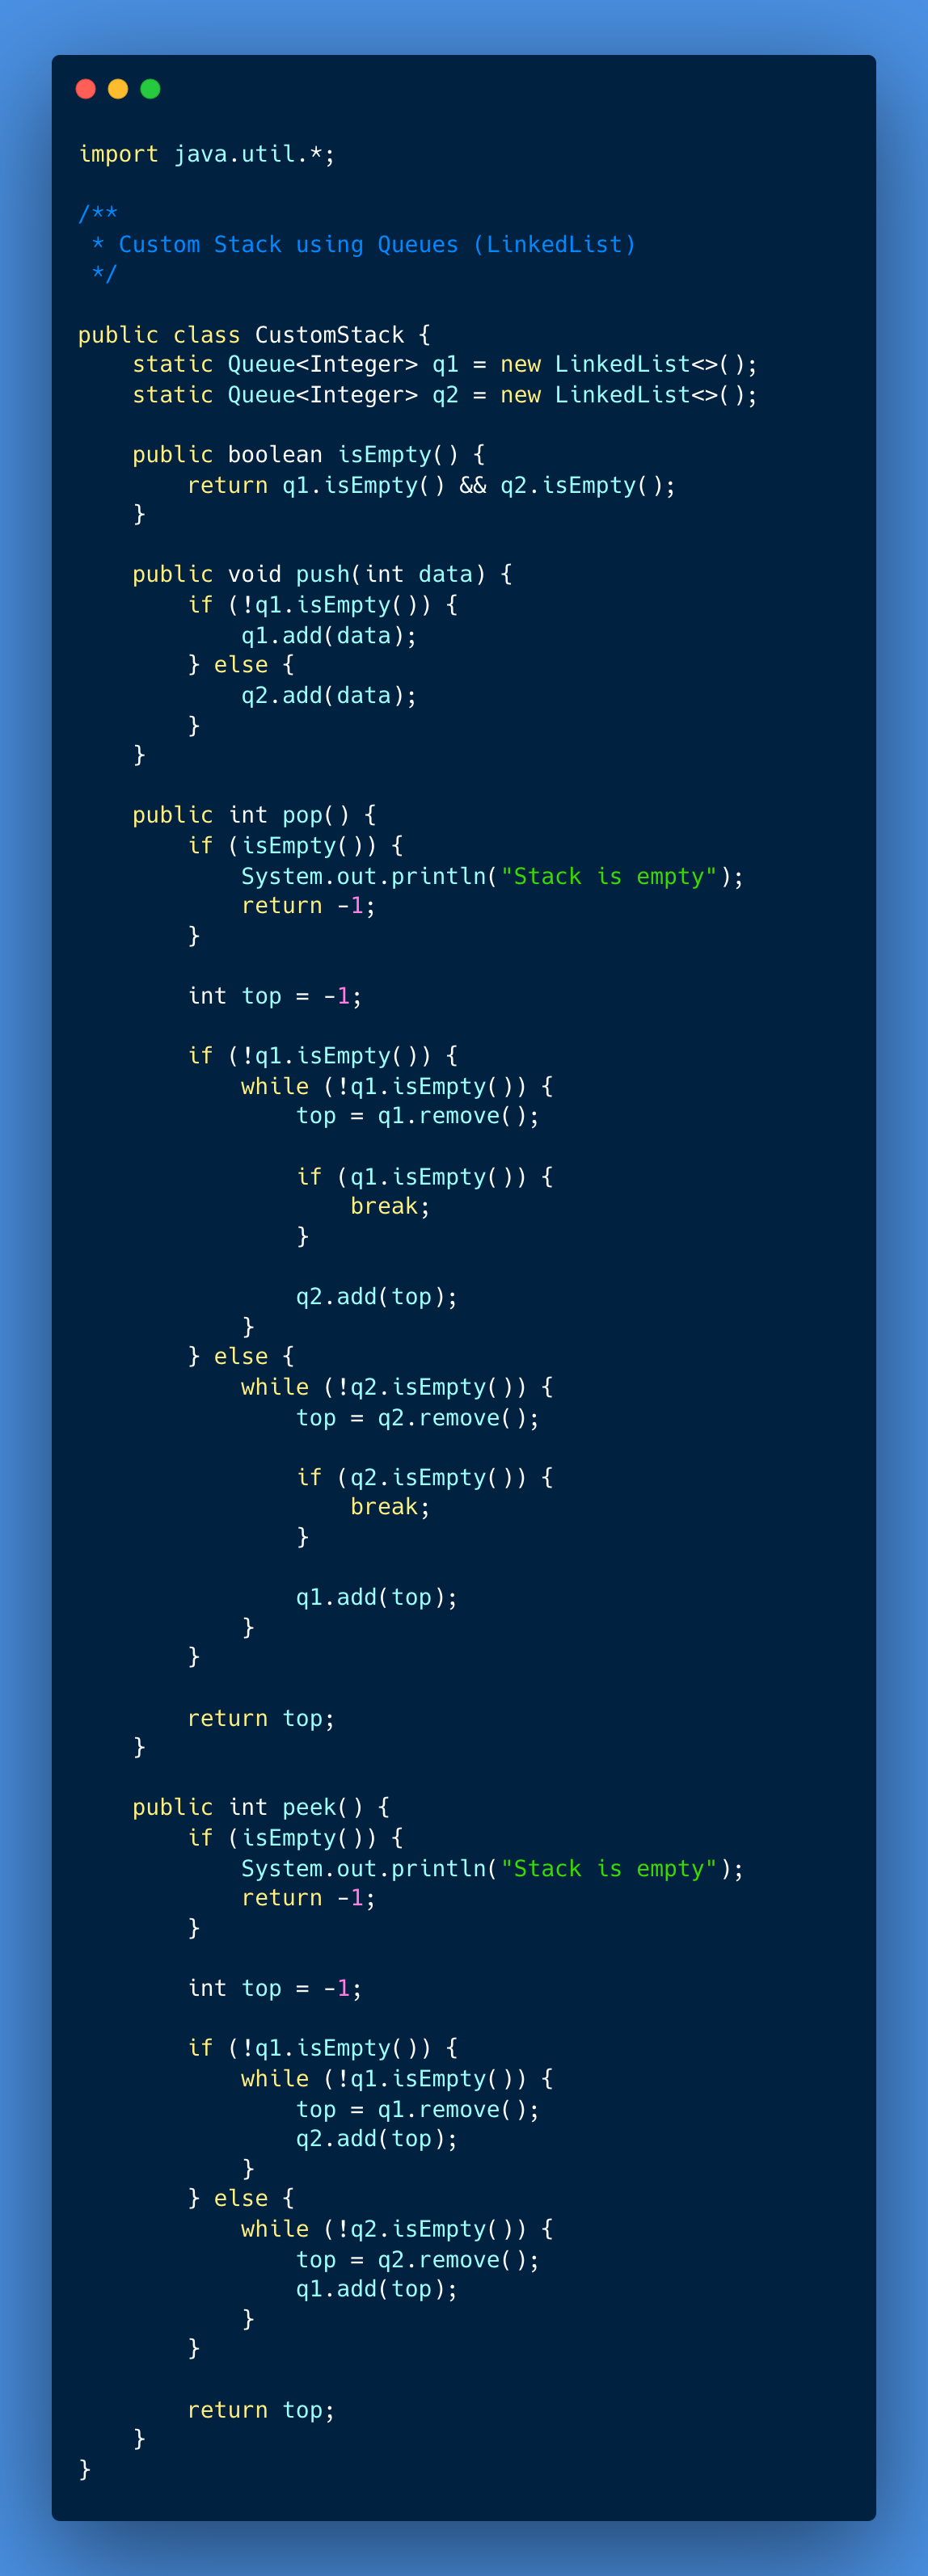 import java.util.*;

/**
 * Custom Stack using Queues (LinkedList)
 */

public class CustomStack {
    static Queue<Integer> q1 = new LinkedList<>();
    static Queue<Integer> q2 = new LinkedList<>();

    public boolean isEmpty() {
        return q1.isEmpty() && q2.isEmpty();
    }

    public void push(int data) {
        if (!q1.isEmpty()) {
            q1.add(data);
        } else {
            q2.add(data);
        }
    }

    public int pop() {
        if (isEmpty()) {
            System.out.println("Stack is empty");
            return -1;
        }

        int top = -1;

        if (!q1.isEmpty()) {
            while (!q1.isEmpty()) {
                top = q1.remove();

                if (q1.isEmpty()) {
                    break;
                }

                q2.add(top);
            }
        } else {
            while (!q2.isEmpty()) {
                top = q2.remove();

                if (q2.isEmpty()) {
                    break;
                }

                q1.add(top);
            }
        }

        return top;
    }

    public int peek() {
        if (isEmpty()) {
            System.out.println("Stack is empty");
            return -1;
        }

        int top = -1;

        if (!q1.isEmpty()) {
            while (!q1.isEmpty()) {
                top = q1.remove();
                q2.add(top);
            }
        } else {
            while (!q2.isEmpty()) {
                top = q2.remove();
                q1.add(top);
            }
        }

        return top;
    }
}